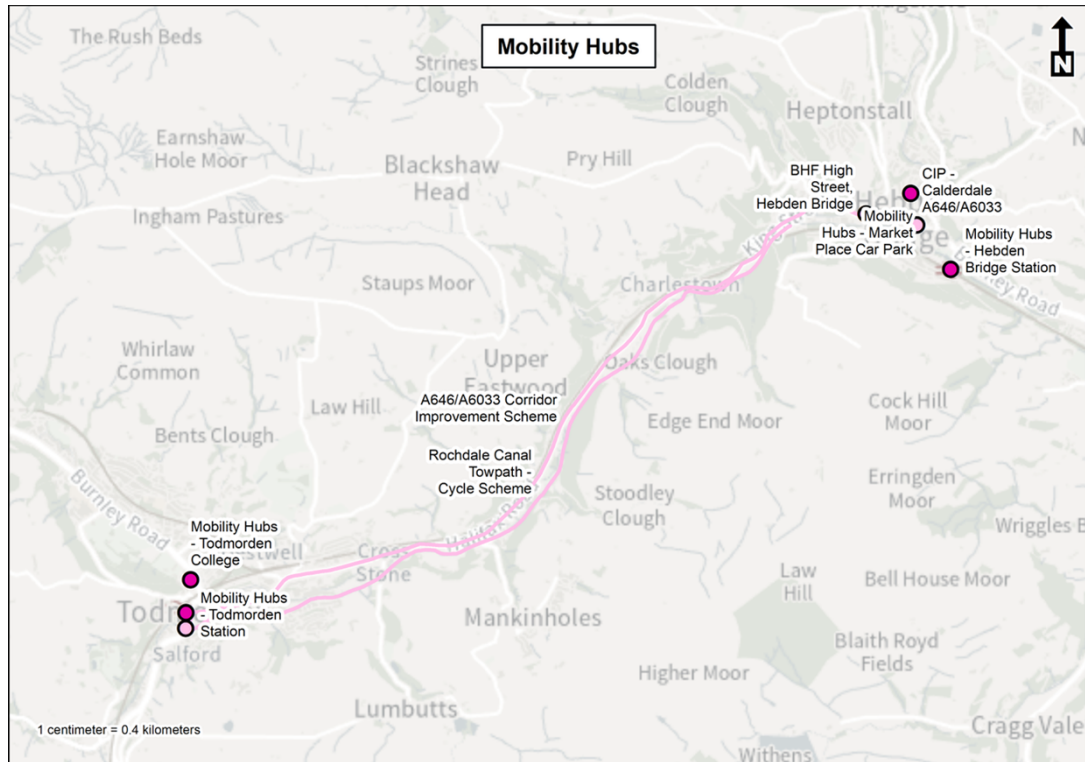 Mobility Hubs
N
The Rush Beds
Strines
Clough
Colden
Clough
Heptonstall
Earnshaw
Hole Moor
Blackshaw
Head
Pry Hill
BHF High
Street,
Hebden Bridge
CIP -
Calderdale
A646/A6033
Ingham Pastures
Mobility
Hubs - Market
Place Car Park
Mobility Hubs
- Hebden
Bridge Station
Staups Moor
Charlestown
Whirlaw
Common
Upper
Eastwood
Oaks Clough
Law Hill
A646/A6033 Corridor
Improvement Scheme
Edge End Moor
Cock Hill
Moor
Bents Clough
Rochdale Canal
Towpath -
Cycle Scheme
Stoodley
Clough
Erringden
Moor
Burnley Road
Wriggles B
Mobility Hubs
- Todmorden
College
Cross
Stone
Law
Hill
Bell House Moor
Mobility Hubs
- Todmorden
Station
Mankinholes
Salford
Blaith Royd
Fields
Higher Moor
Lumbutts
1 centimeter = 0.4 kilometers
Cragg Vale
Withens